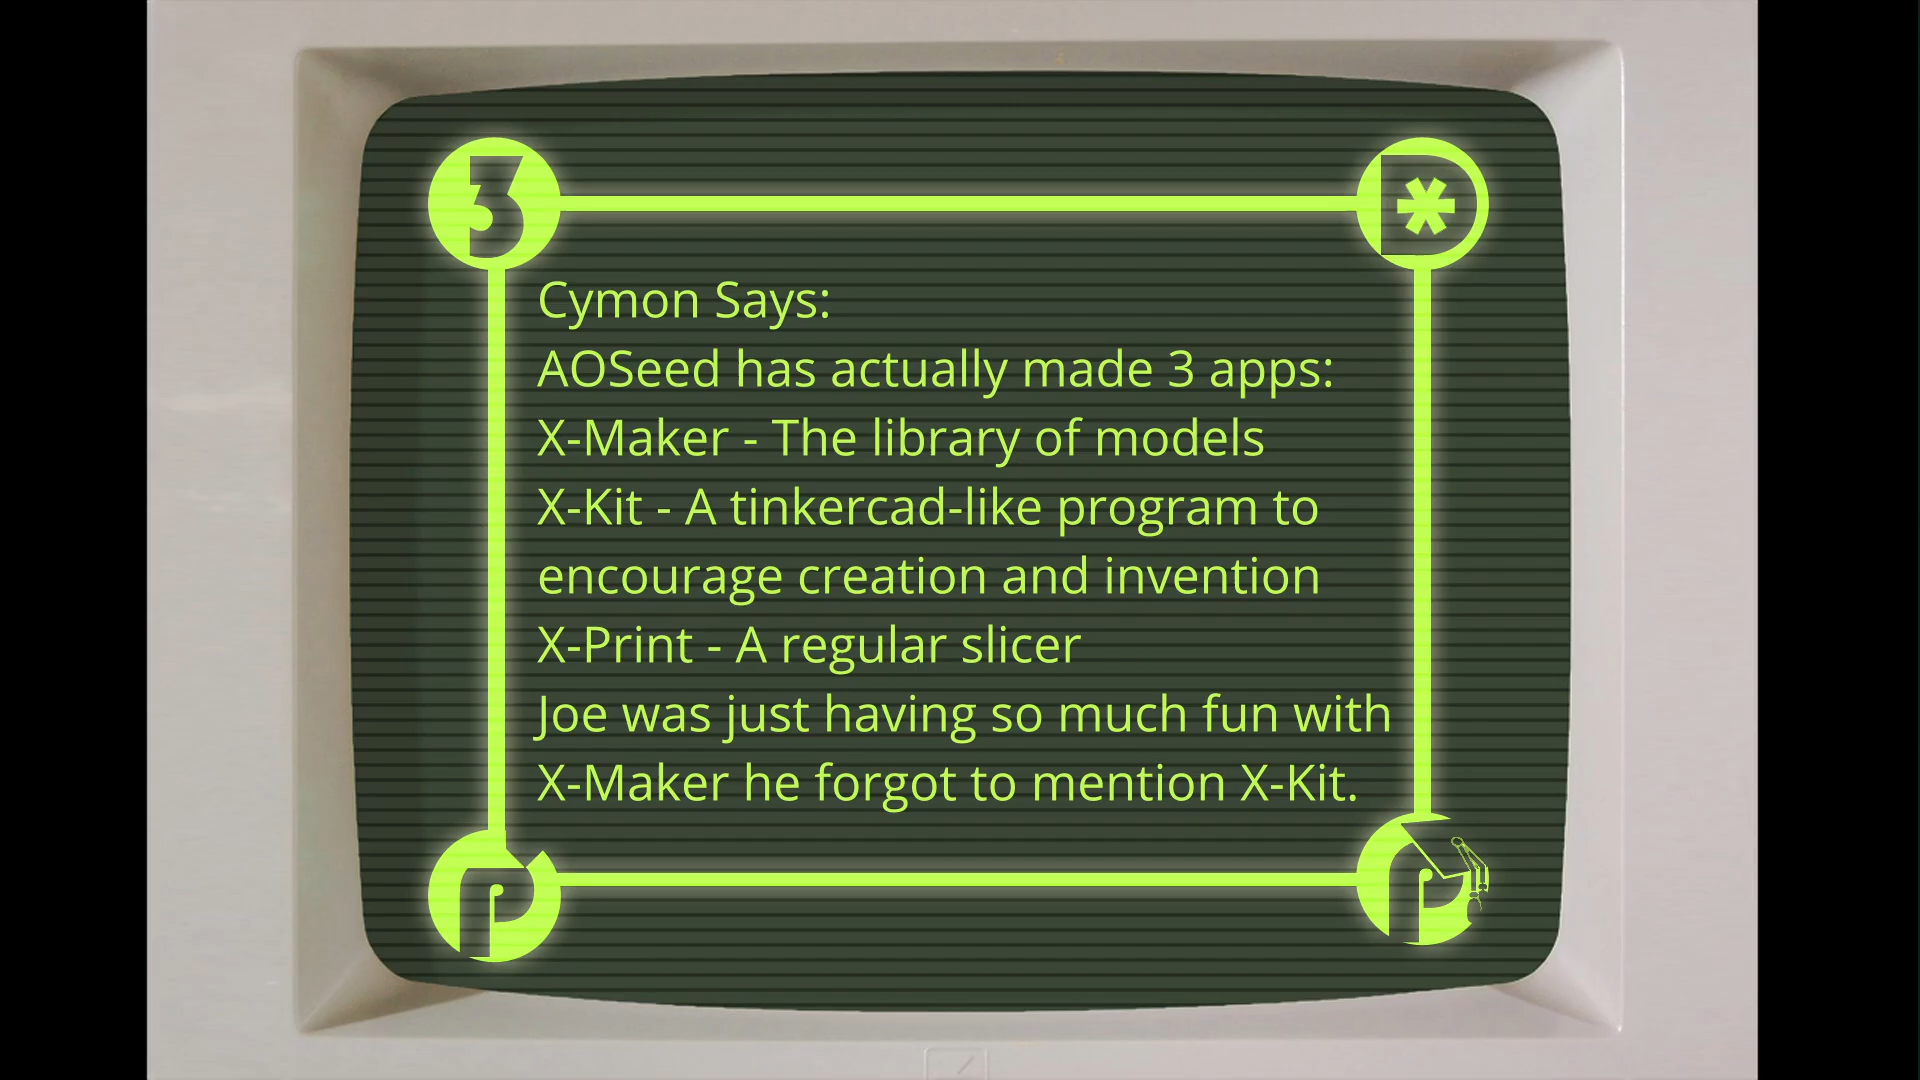 3 D*
Cymon Says:
AOSeed has actually made 3 apps:
X-Maker - The library of models
X-Kit - A tinkercad-like program to
encourage creation and invention
X-Print - A regular slicer
Joe was just having so much fun with
X-Maker he forgot to mention X-Kit.
P P